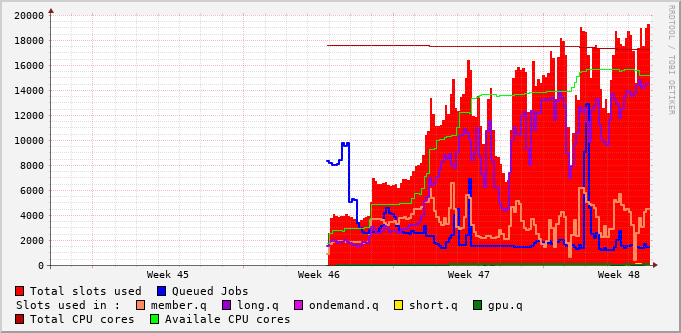 RRDTOOL / TOBI OETIKER
20000
18000
16000
14000
12000
10000
8000
6000
4000
2000
0
Week 45 Week 46 Week 47 Week 48
Total slots used Queued Jobs
Slots used in : member.q long.q ondemand.q short.q gpu.q
Total CPU cores Availale CPU cores